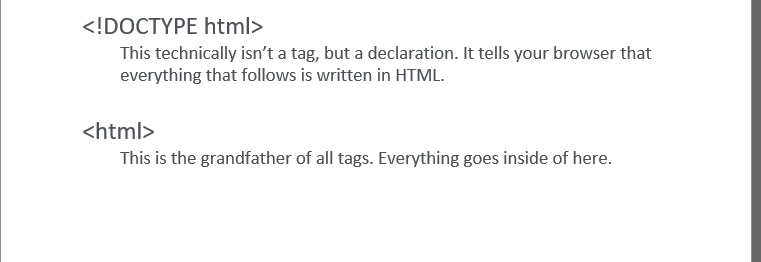 <!DOCTYPE html>
This technically isn’t a tag, but a declaration. It tells your browser that
everything that follows is written in HTML.
<html>
This is the grandfather of all tags. Everything goes inside of here.